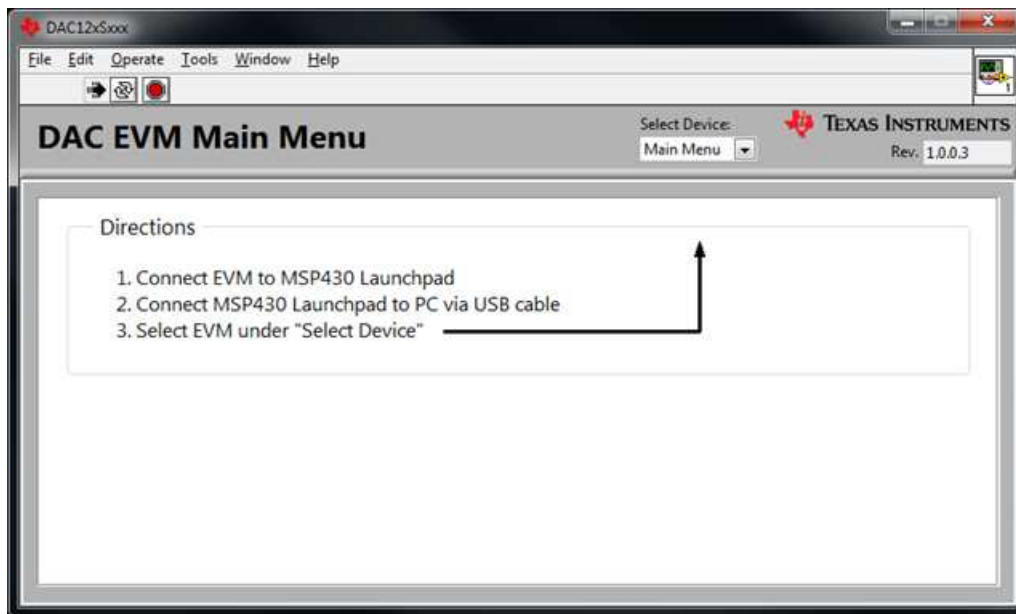 DAC12xSxxx
File Edit Operate Tools Window Help
1
DAC EVM Main Menu
Select Device:
Main Menu
TEXAS INSTRUMENTS
Rev. 1.0.0.3
Directions
1. Connect EVM to MSP430 Launchpad
2. Connect MSP430 Launchpad to PC via USB cable
3. Select EVM under "Select Device"